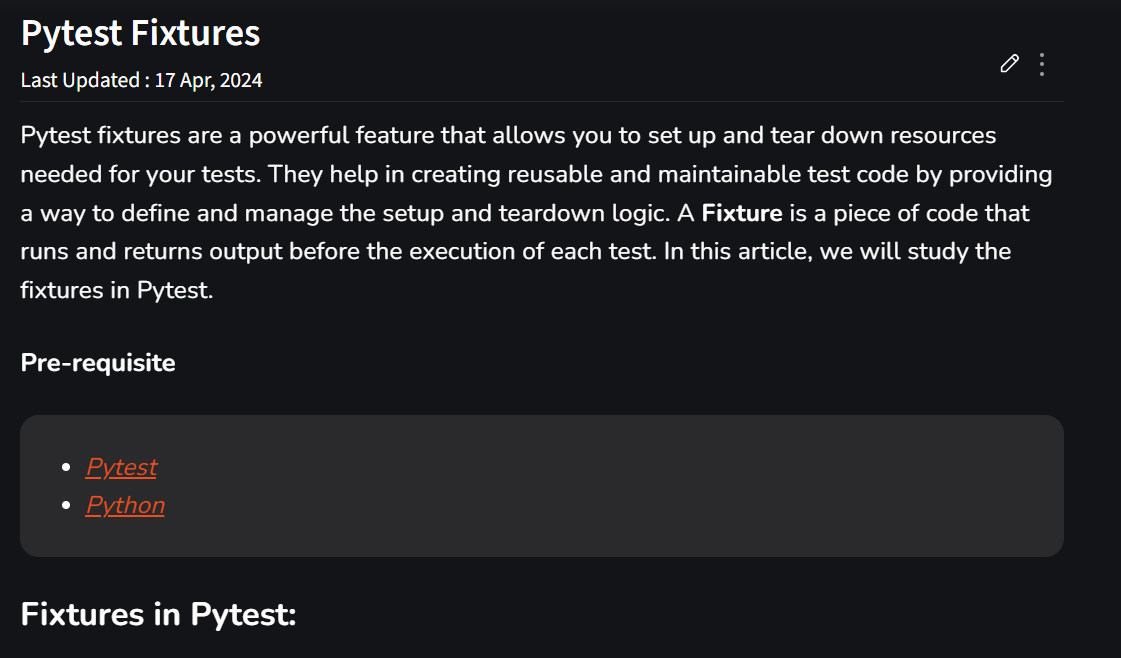 Pytest Fixtures
Last Updated : 17 Apr, 2024
Pytest fixtures are a powerful feature that allows you to set up and tear down resources
needed for your tests. They help in creating reusable and maintainable test code by providing
a way to define and manage the setup and teardown logic. A Fixture is a piece of code that
runs and returns output before the execution of each test. In this article, we will study the
fixtures in Pytest.
Pre-requisite
• Pytest
• Python
Fixtures in Pytest: